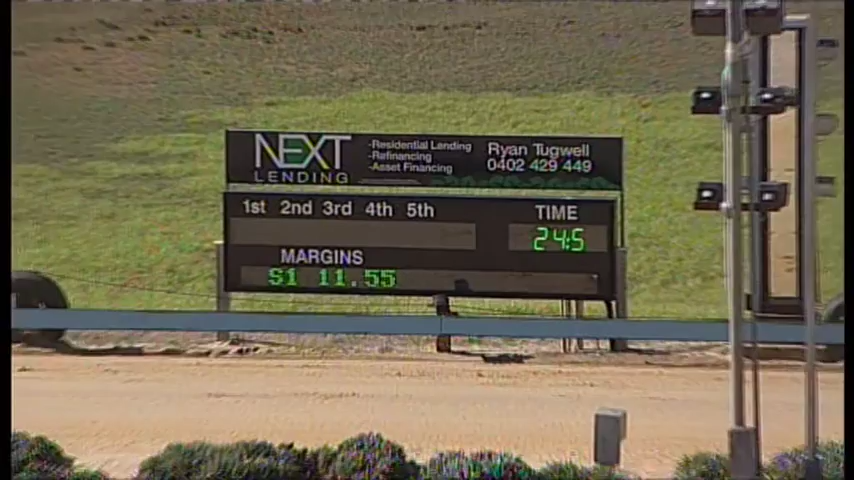 NEXT
LENDING
-Residential Lending
-Refinancing
-Asset Financing
Ryan Tugwell
0402 429 449
1st 2nd 3rd 4th 5th
TIME
24:5
MARGINS
S1 11.55